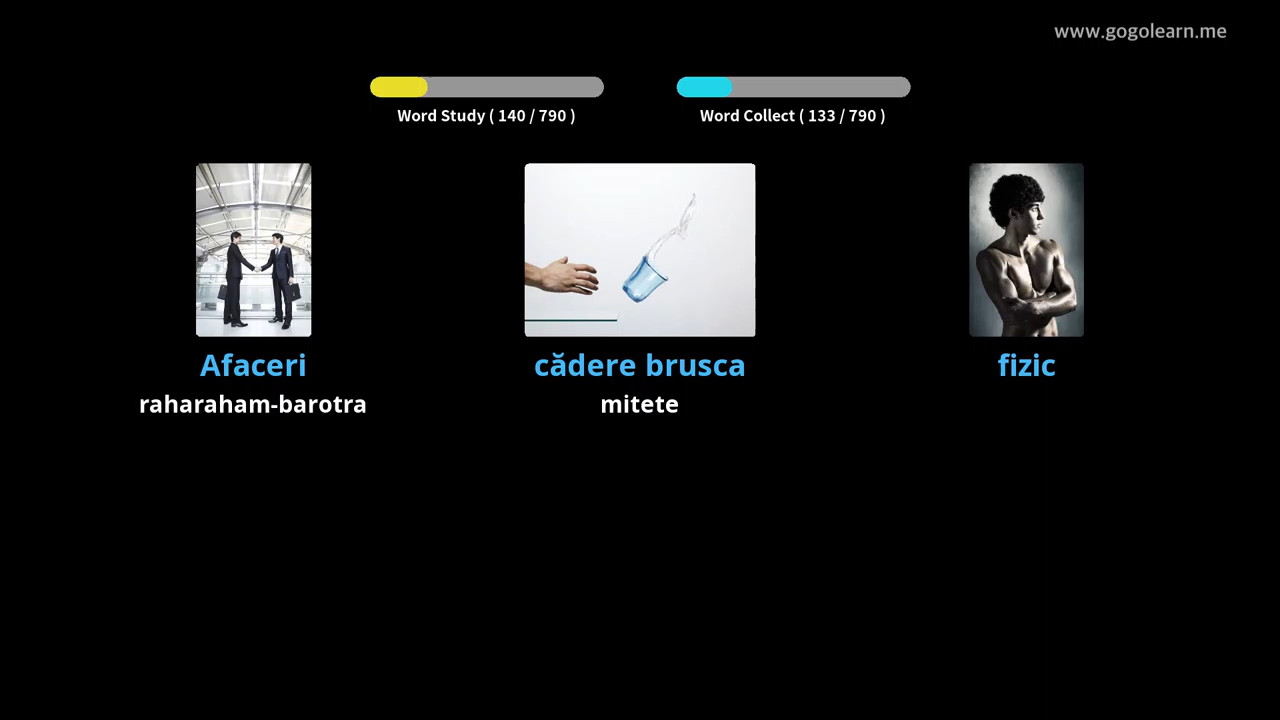 www.gogolearn.me
Word Study ( 140 / 790 )
Word Collect ( 133 / 790 )
Afaceri
raharaham-barotra
cădere brusca
mitete
fizic